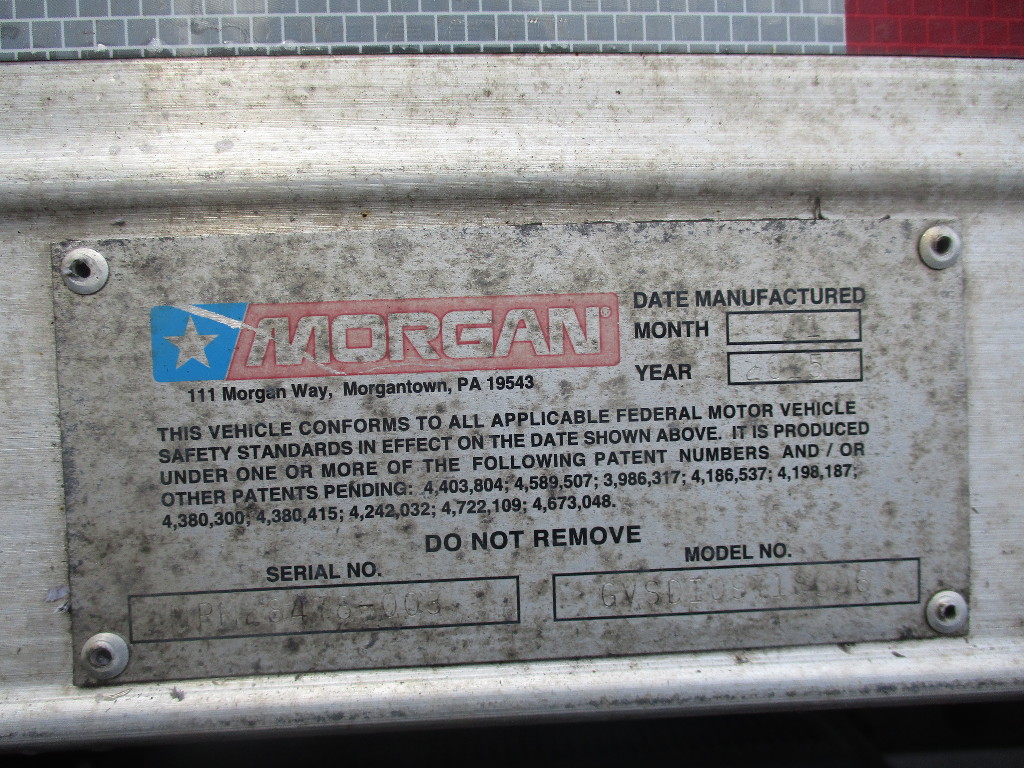 MORGAN®
111 Morgan Way, Morgantown, PA 19543
DATE MANUFACTURED
MONTH
YEAR
THIS VEHICLE CONFORMS TO ALL APPLICABLE FEDERAL MOTOR VEHICLE
SAFETY STANDARDS IN EFFECT ON THE DATE SHOWN ABOVE. IT IS PRODUCED
UNDER ONE OR MORE OF THE FOLLOWING PATENT NUMBERS AND / OR
OTHER PATENTS PENDING: 4,403,804; 4,589,507; 3,986,317; 4,186,537; 4,198,187;
4,380,300; 4,380,415; 4,242,032; 4,722,109; 4,673,048.
DO NOT REMOVE
SERIAL NO.
MODEL NO.